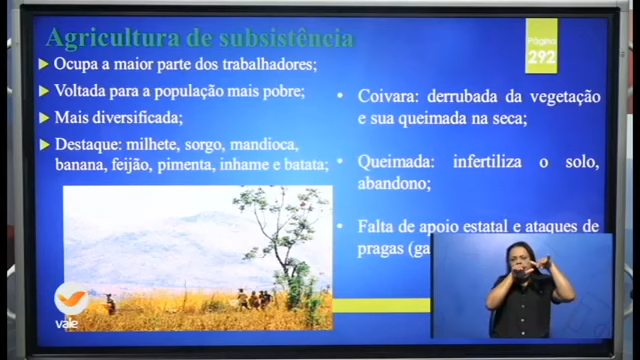 Agricultura de subsistência
Página
292
Ocupa a maior parte dos trabalhadores;
Voltada para a população mais pobre;
Mais diversificada;
Destaque: milhete, sorgo, mandioca,
banana, feijão, pimenta, inhame e batata;
• Coivara: derrubada da vegetação
e sua queimada na seca;
• Queimada: infertiliza o solo,
abandono;
• Falta de apoio estatal e ataques de
pragas (ga
vale